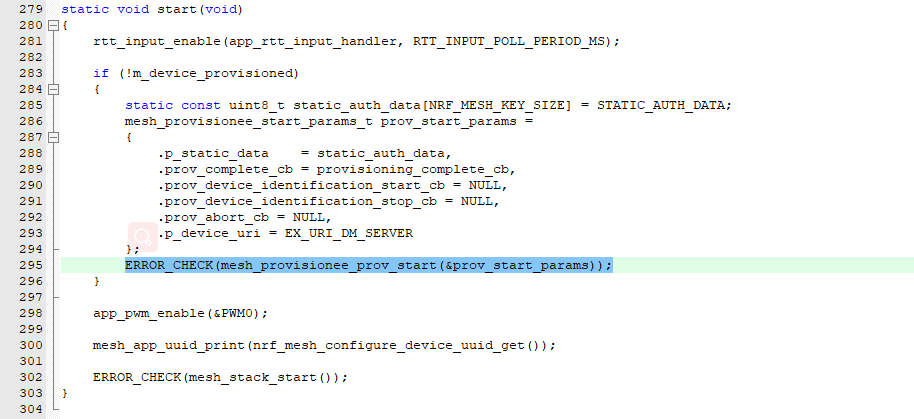 279 static void start(void)
280 {
281 rtt_input_enable(app_rtt_input_handler, RTT_INPUT_POLL_PERIOD_MS);
282
283 if (!m_device_provisioned)
284 {
285 static const uint8_t static_auth_data[NRF_MESH_KEY_SIZE] = STATIC_AUTH_DATA;
286 mesh_provisionee_start_params_t prov_start_params =
287 {
288 .p_static_data    = static_auth_data,
289 .prov_complete_cb = provisioning_complete_cb,
290 .prov_device_identification_start_cb = NULL,
291 .prov_device_identification_stop_cb = NULL,
292 .prov_abort_cb = NULL,
293 .p_device_uri = EX_URI_DM_SERVER
294 };
295 ERROR_CHECK(mesh_provisionee_prov_start(&prov_start_params));
296 }
297
298 app_pwm_enable(&PWM0);
299
300 mesh_app_uuid_print(nrf_mesh_configure_device_uuid_get());
301
302 ERROR_CHECK(mesh_stack_start());
303 }
304